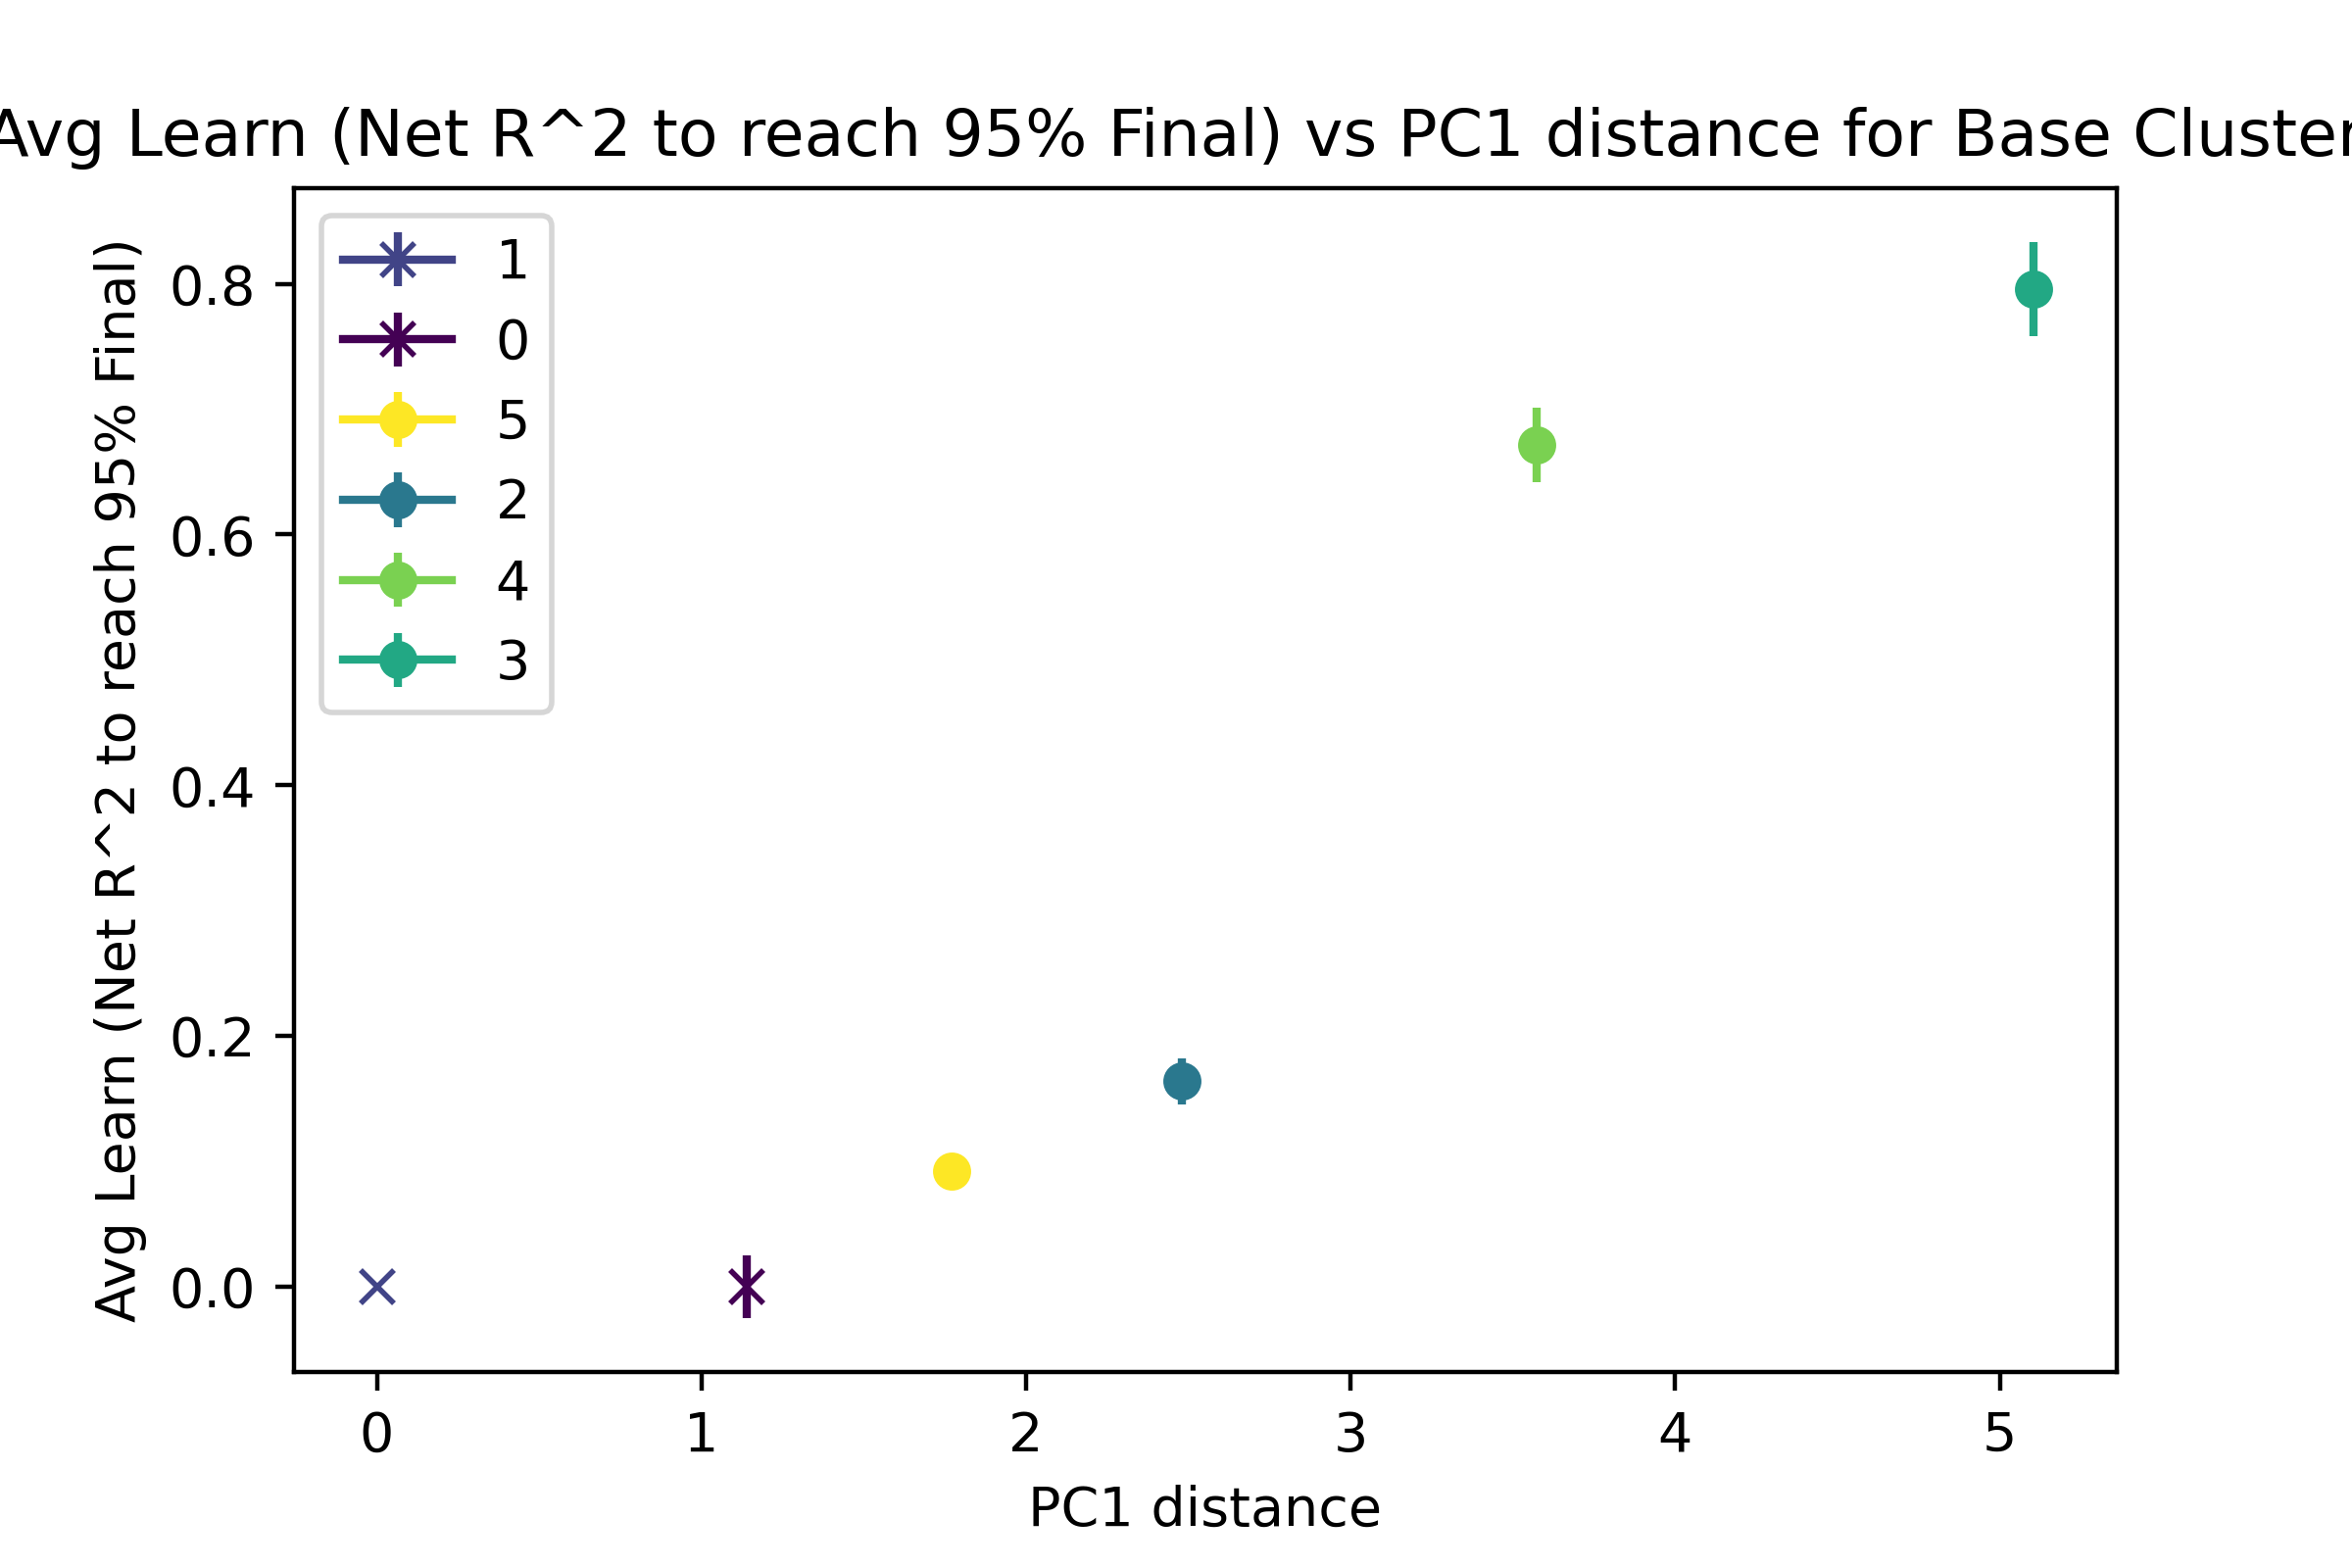 Avg Learn (Net R^2 to reach 95% Final) vs PC1 distance for Base Cluster
Avg Learn (Net R^2 to reach 95% Final)
0.8
0.6
0.4
0.2
0.0
1
0
5
2
4
3
0 1 2 3 4 5
PC1 distance